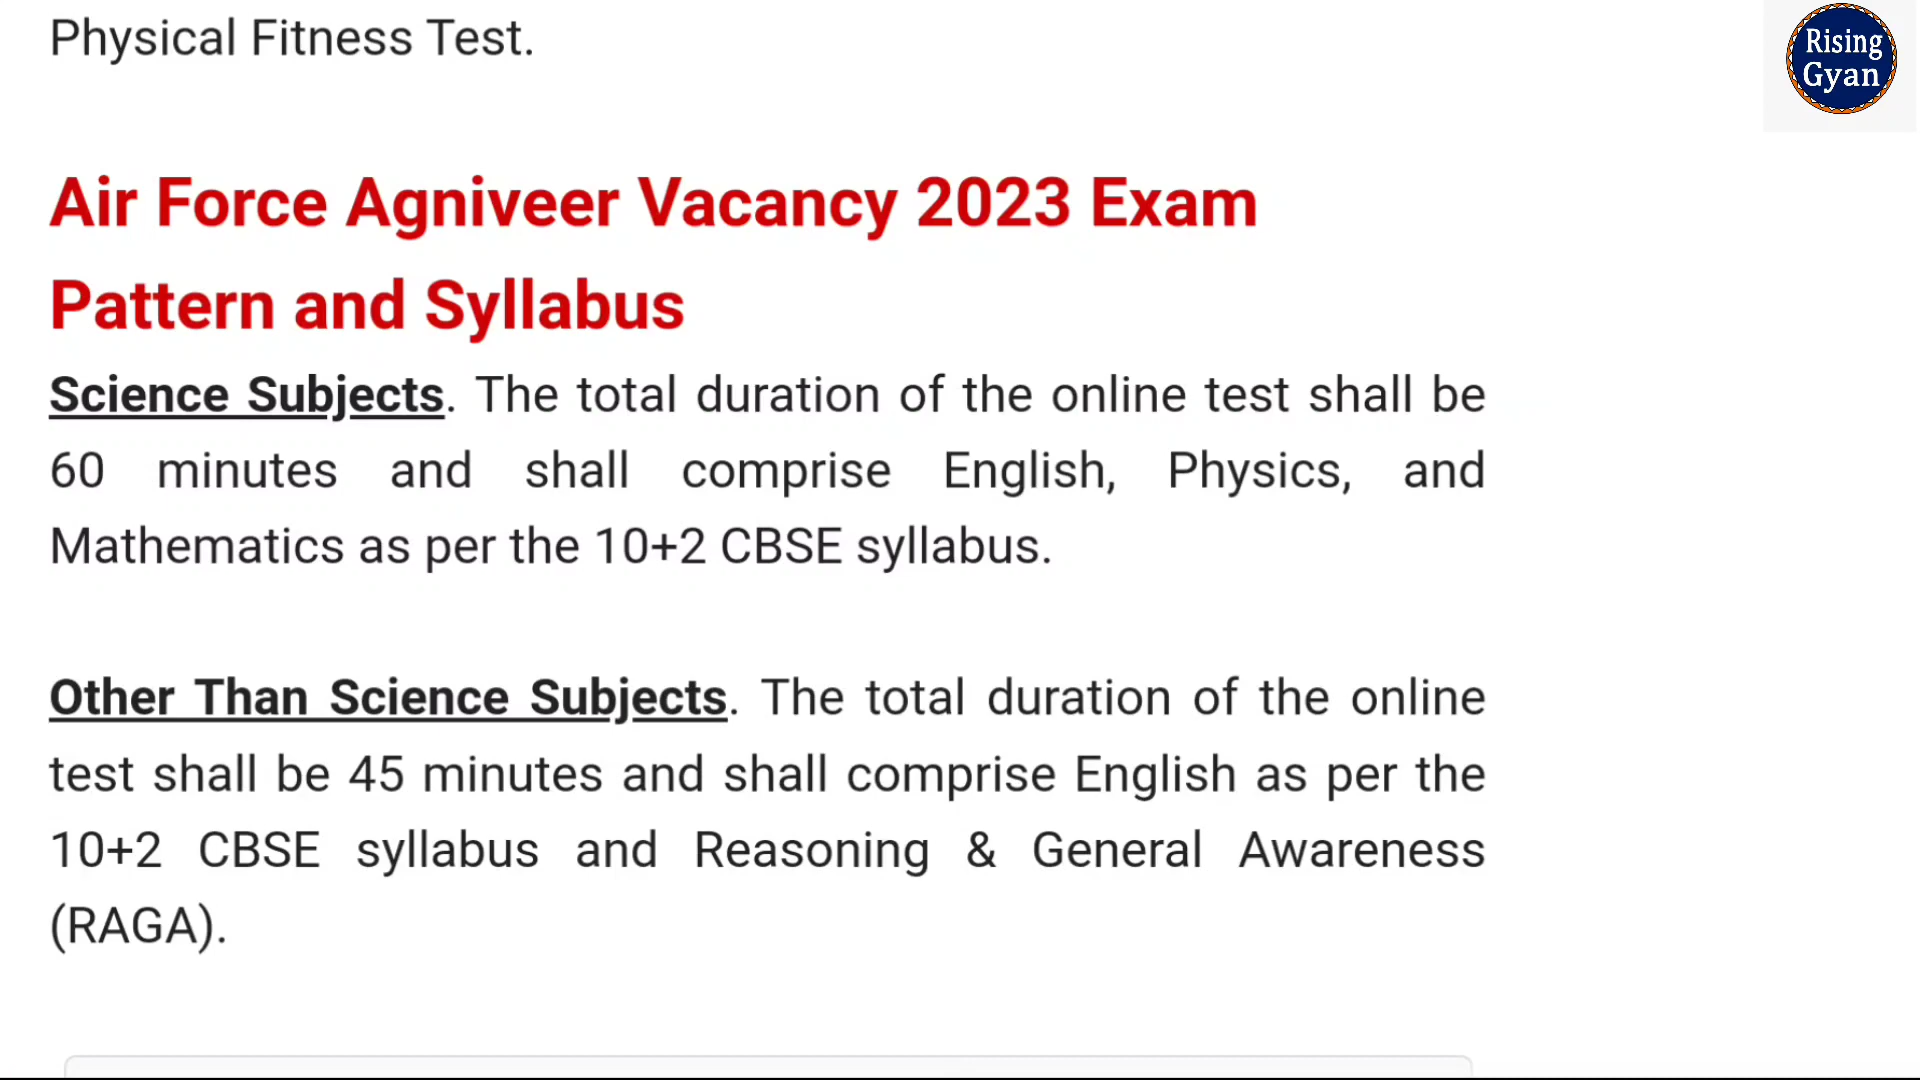 Physical Fitness Test.
Rising
Gyan
Air Force Agniveer Vacancy 2023 Exam
Pattern and Syllabus
Science Subjects. The total duration of the online test shall be
60 minutes and shall comprise English, Physics, and
Mathematics as per the 10+2 CBSE syllabus.
Other Than Science Subjects. The total duration of the online
test shall be 45 minutes and shall comprise English as per the
10+2 CBSE syllabus and Reasoning & General Awareness
(RAGA).